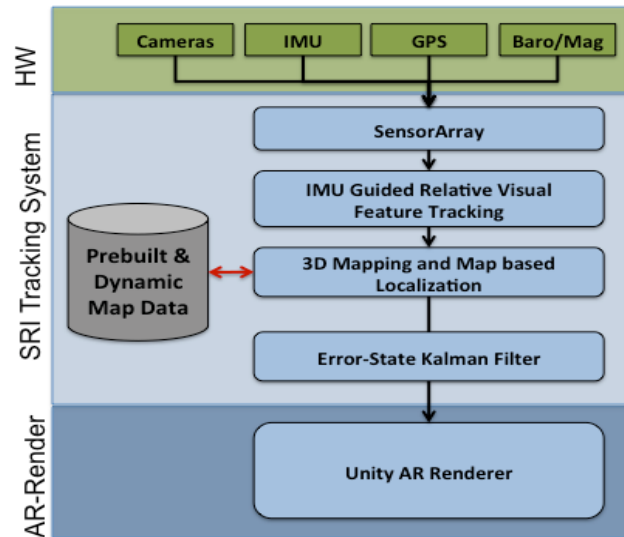 HW
Cameras
IMU
GPS
Baro/Mag
SRI Tracking System
SensorArray
IMU Guided Relative Visual
Feature Tracking
Prebuilt &
Dynamic
Map Data
3D Mapping and Map based
Localization
Error-State Kalman Filter
AR-Render
Unity AR Renderer